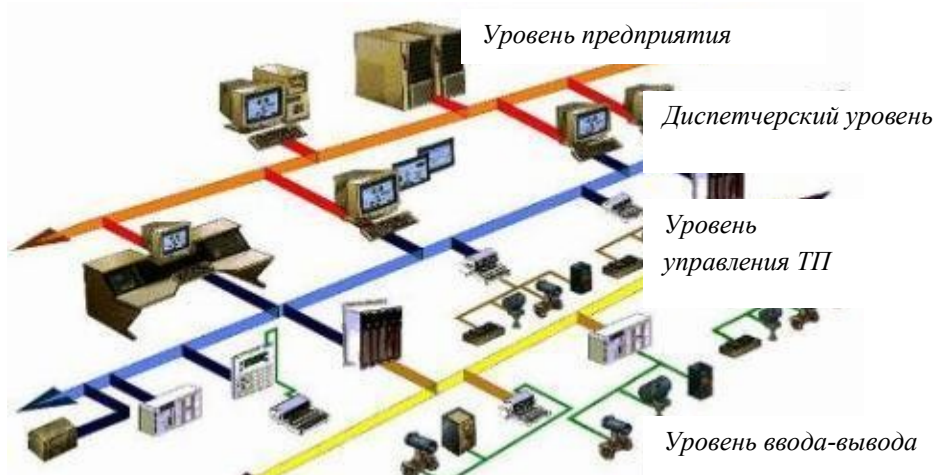 Уровень предприятия
Диспетчерский уровень
Уровень
управления ТП
Уровень ввода-вывода